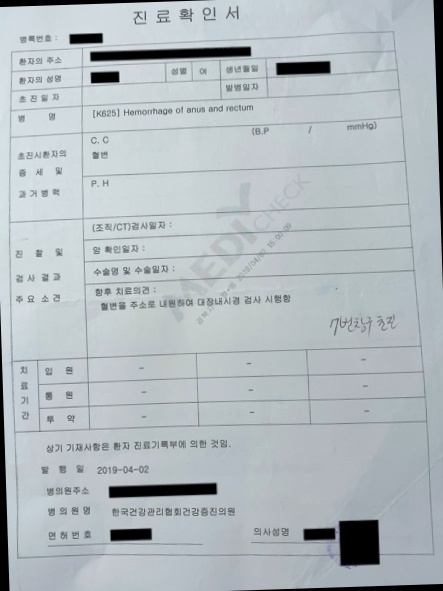 진 료 확 인 서
병록번호 :
환자의 주소
환자의 성명 성별 여 생년월일
초 진 일 자 발병일자
병 명 [K625] Hemorrhage of anus and rectum
초진시환자의 증 세 및 과 거 병 력
C. C (B.P / mmHg)
혈변
P. H
진 찰 및 검 사 결 과 주 요 소 견
(조직/CT)검사일자 :
암 확인일자 :
수술명 및 수술일자 :
향후 치료의견 :
혈변을 주소로 내원하여 대장내시경 검사 시행함
7번창구
MEDI CHECK
치 료 기 간
입 원 - - -
통 원 - - -
투 약 - - -
상기 기재사항은 환자 진료기록부에 의한 것임.
발 행 일 2019-04-02
병의원주소
병 의 원 명 한국건강관리협회건강증진의원
면 허 번 호 의사성명